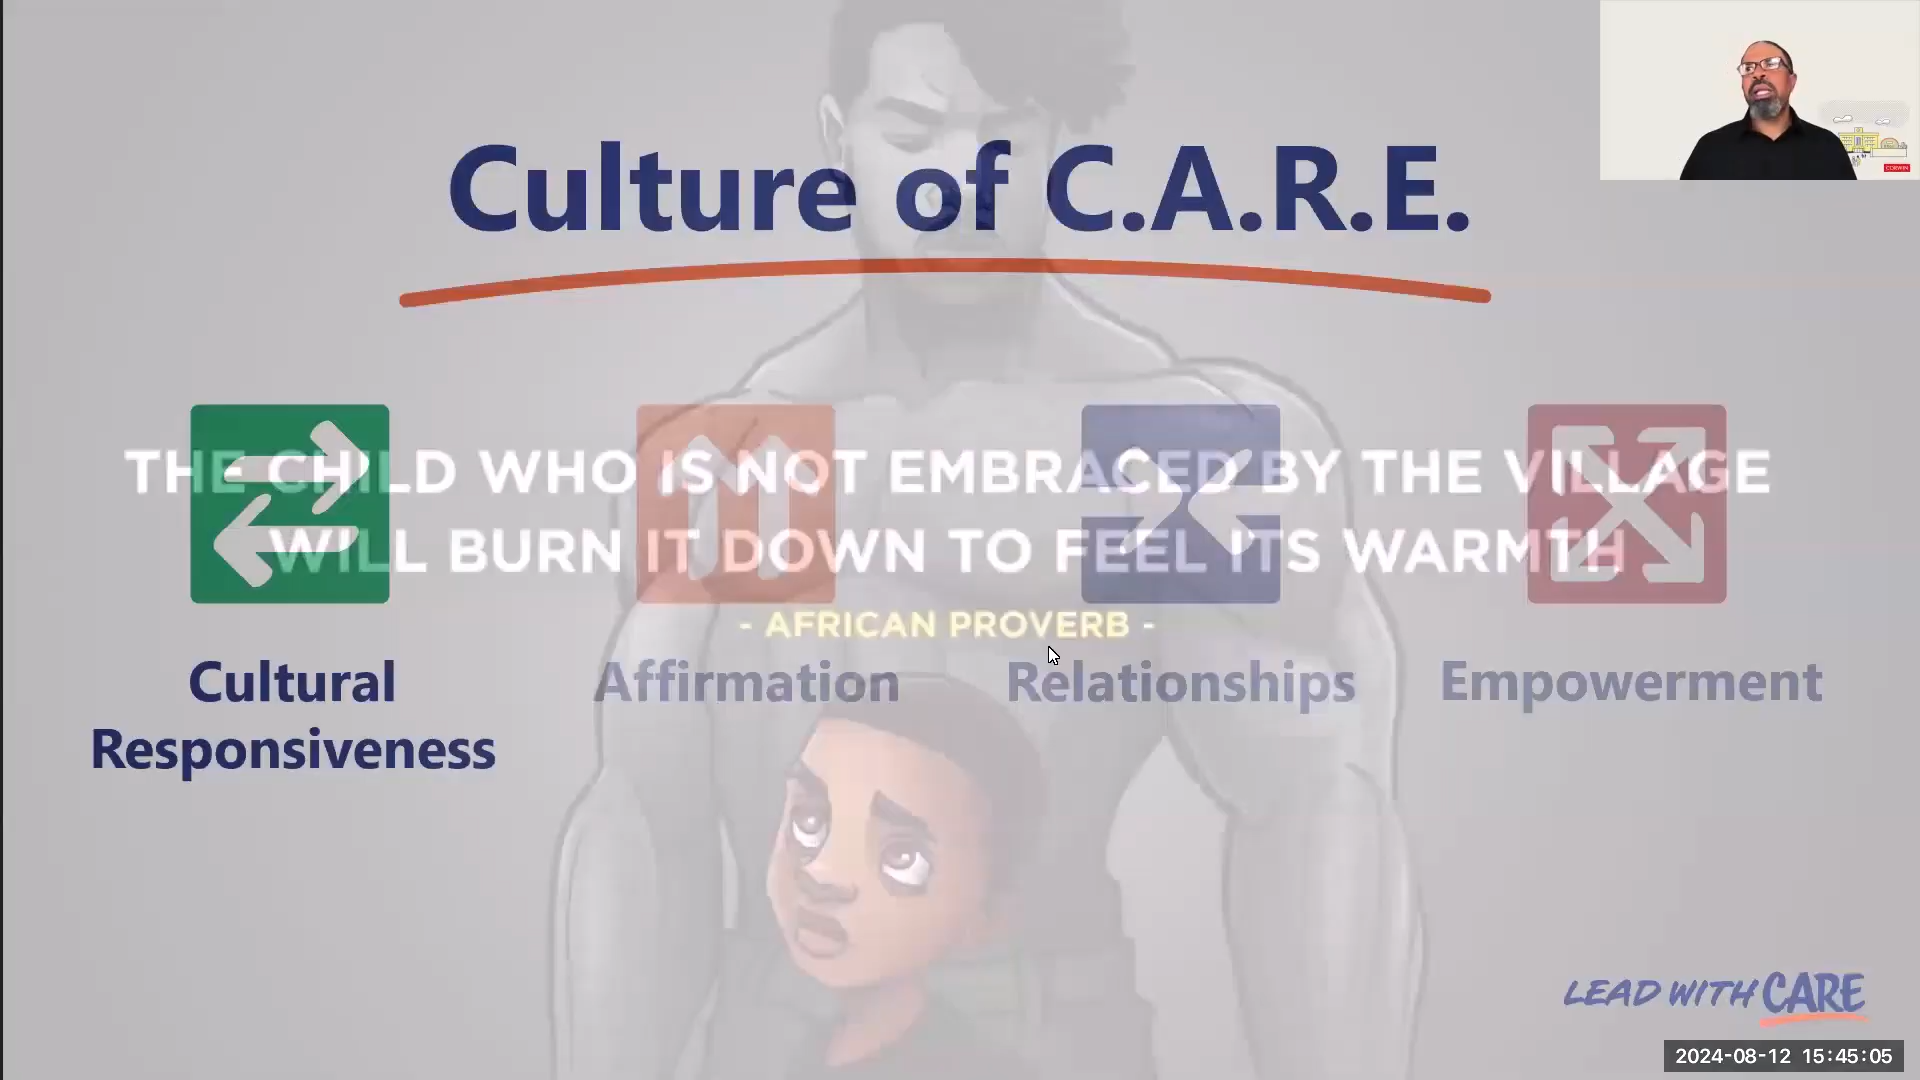 Culture of C.A.R.E.
THE CHILD WHO IS NOT EMBRACED BY THE VILLAGE
WILL BURN IT DOWN TO FEEL ITS WARMTH
- AFRICAN PROVERB -
Cultural
Responsiveness
Affirmation
Relationships
Empowerment
CORWIN
LEAD WITH CARE
2024-08-12 15:45:05